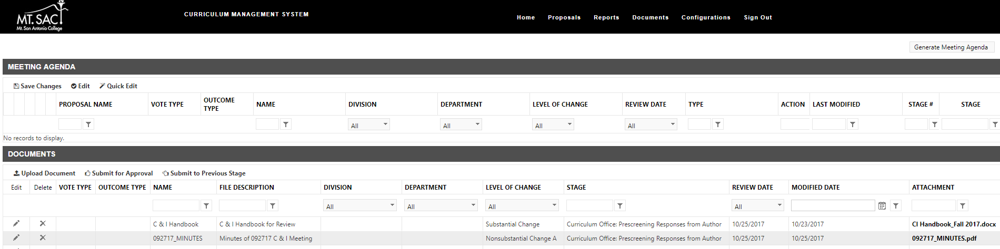 MT. SAC
Mt. San Antonio College
CURRICULUM MANAGEMENT SYSTEM
Home Proposals Reports Documents Configurations Sign Out
Generate Meeting Agenda
MEETING AGENDA
Save Changes Edit Quick Edit
PROPOSAL NAME VOTE TYPE OUTCOME TYPE NAME DIVISION DEPARTMENT LEVEL OF CHANGE REVIEW DATE TYPE ACTION LAST MODIFIED STAGE # STAGE
All All All All
No records to display.
DOCUMENTS
Upload Document Submit for Approval Submit to Previous Stage
Edit Delete VOTE TYPE OUTCOME TYPE NAME FILE DESCRIPTION DIVISION DEPARTMENT LEVEL OF CHANGE STAGE REVIEW DATE MODIFIED DATE ATTACHMENT
All All All All
C & I Handbook C & I Handbook for Review Substantial Change Curriculum Office: Prescreening Responses from Author 10/25/2017 10/23/2017 CI Handbook_Fall 2017.docx
092717_MINUTES Minutes of 092717 C & I Meeting Nonsubstantial Change A Curriculum Office: Prescreening Responses from Author 10/25/2017 10/25/2017 092717_MINUTES.pdf